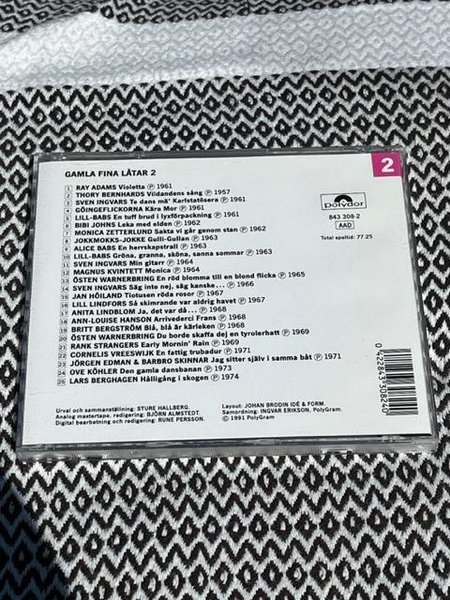 GAMLA FINA LÅTAR 2
2
1 RAY ADAMS Violetta Ⓟ 1961
2 THORY BERNHARDS Vildandens sång Ⓟ 1957
3 SVEN INGVARS Te dans mä' Karlstatösera Ⓟ 1961
4 GÖINGEFLICKORNA Kära Mor Ⓟ 1961
5 LILL-BABS En tuff brud i lyxförpackning Ⓟ 1961
6 BIBI JOHNS Leka med elden Ⓟ 1962
7 MONICA ZETTERLUND Sakta vi går genom stan Ⓟ 1962
8 JOKKMOKKS-JOKKE Gulli-Gullan Ⓟ 1963
9 ALICE BABS En herrskapstrall Ⓟ 1963
10 LILL-BABS Gröna, granna, sköna, sanna sommar Ⓟ 1963
11 SVEN INGVARS Min gitarr Ⓟ 1964
12 MAGNUS KVINTETT Monica Ⓟ 1964
13 ÖSTEN WARNERBRING En röd blomma till en blond flicka Ⓟ 1965
14 SVEN INGVARS Säg inte nej, säg kanske... Ⓟ 1966
15 JAN HÖILAND Tiotusen röda rosor Ⓟ 1967
16 LILL LINDFORS Så skimrande var aldrig havet Ⓟ 1967
17 ANITA LINDBLOM Ja, det var då... Ⓟ 1968
18 ANN-LOUISE HANSON Arrivederci Frans Ⓟ 1968
19 BRITT BERGSTRÖM Blå, blå är kärleken Ⓟ 1968
20 ÖSTEN WARNERBRING Du borde skaffa dej en tyrolerhatt Ⓟ 1969
21 RANK STRANGERS Early Mornin' Rain Ⓟ 1969
22 CORNELIS VREESWIJK En fattig trubadur Ⓟ 1971
23 JÖRGEN EDMAN & BARBRO SKINNAR Jag sitter själv i samma båt Ⓟ 1971
24 OVE KÖHLER Den gamla dansbanan Ⓟ 1973
25 LARS BERGHAGEN Hålligång i skogen Ⓟ 1974
polydor
843 308-2
AAD
Total speltid: 77.25
Urval och sammanställning: STURE HALLBERG.
Analog mastertape, redigering: BJÖRN ALMSTEDT.
Digital bearbetning och redigering: RUNE PERSSON.
Layout: JOHAN BRODIN IDÉ & FORM.
Samordning: INGVAR ERIKSON, PolyGram.
© 1991 PolyGram
0 42284 33082 0